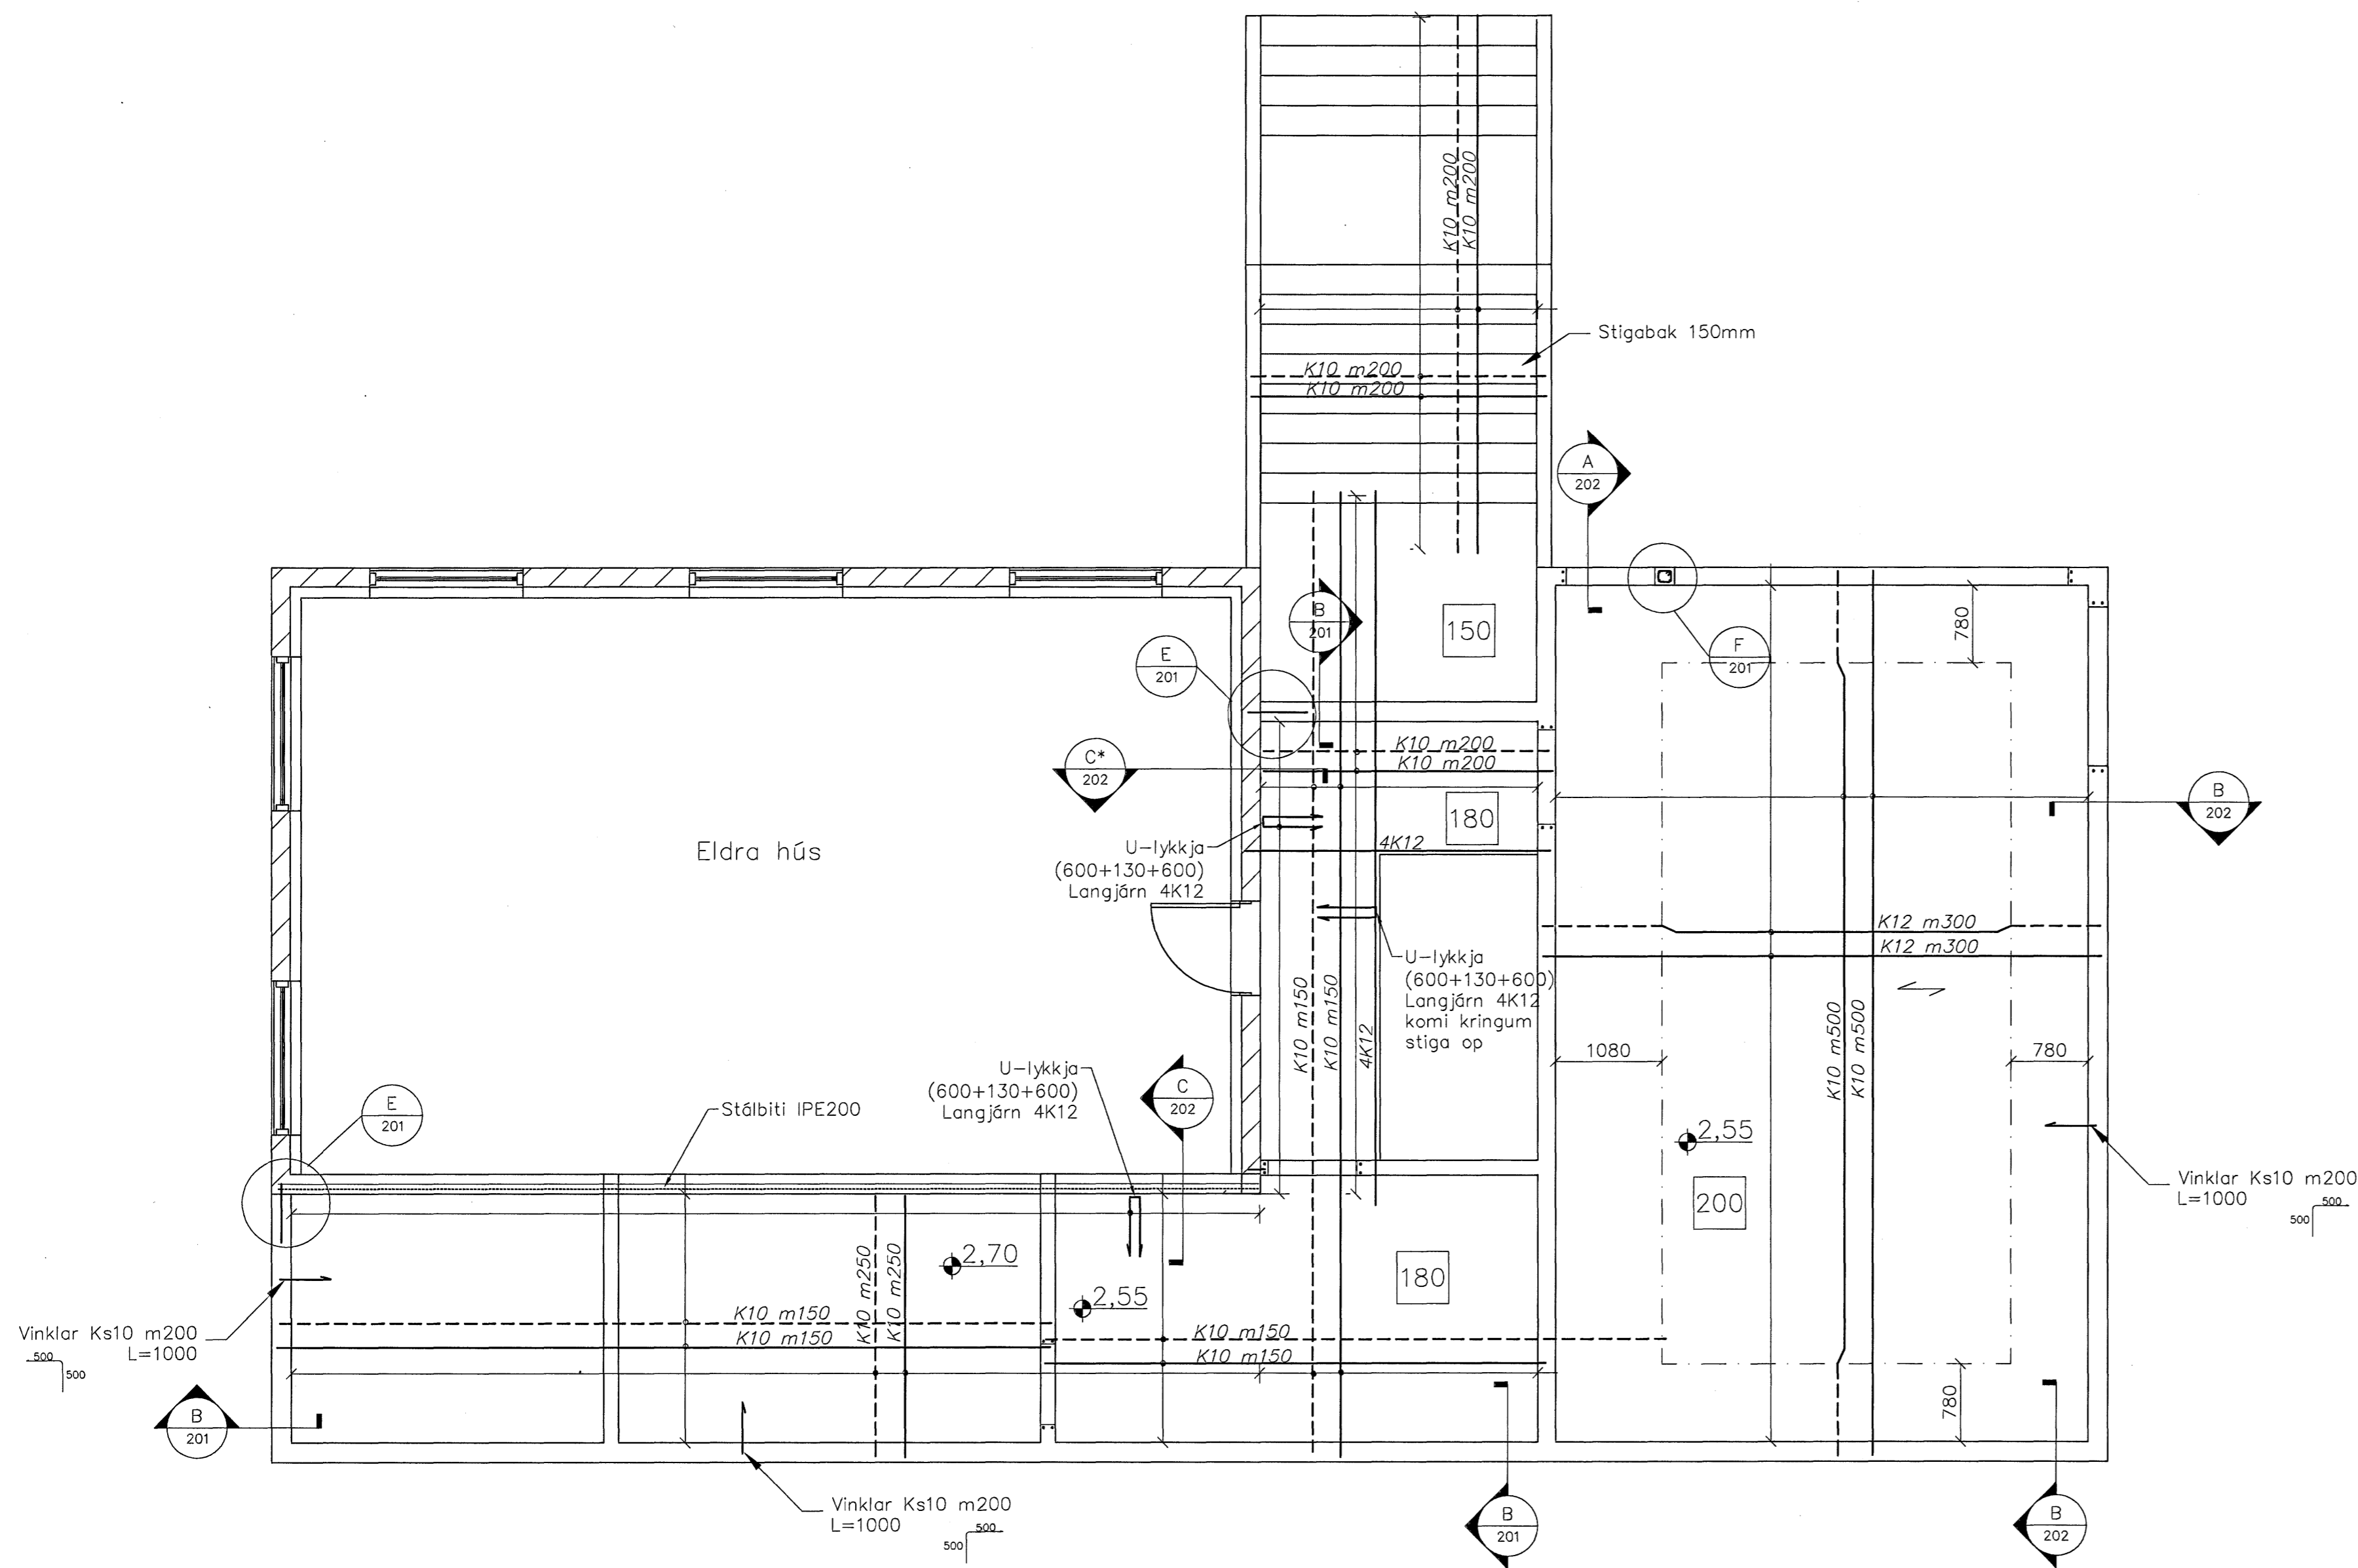 K10 m200
K10 m200
Stigabak 150mm
K10 m200
K10 m200
A
202
B
201
150
E
201
F
201
780
C*
202
K10 m200
K10 m200
180
B
202
Eldra hús
U-lykkja
(600+130+600)
Langjárn 4K12
4K12
U-lykkja
(600+130+600)
Langjárn 4K12
komi kringum
stiga op
K12 m300
K12 m300
K10 m150
K10 m150
4K12
K10 m500
K10 m500
1080
780
U-lykkja
(600+130+600)
Langjárn 4K12
C
202
Stálbiti IPE200
E
201
2,55
200
Vinklar Ks10 m200
L=1000
500
500
2,70
2,55
180
K10 m250
K10 m250
K10 m150
K10 m150
K10 m150
K10 m150
Vinklar Ks10 m200
L=1000
500
500
B
201
780
Vinklar Ks10 m200
L=1000
500
500
B
201
B
202